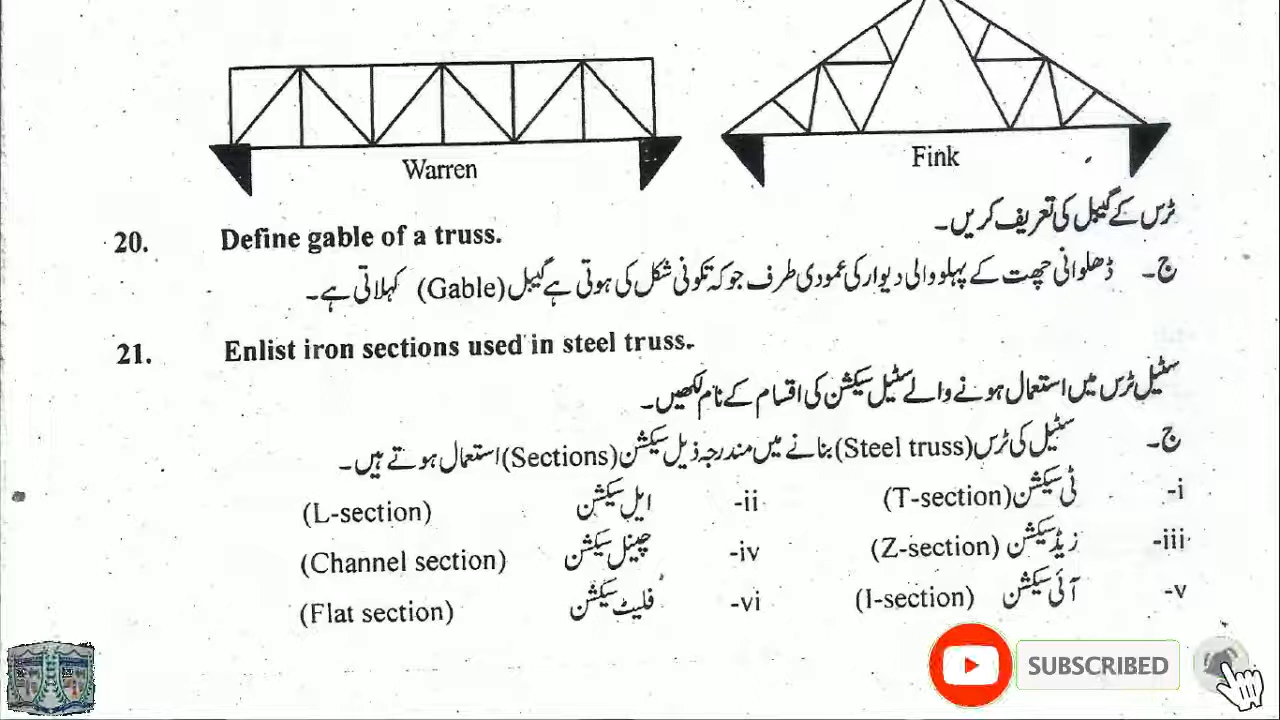 Warren
Fink
20. Define gable of a truss.
ٹرس کے گیبل کی تعریف کریں۔
ج۔ ڈھلوانی چھت کے پہلو والی دیوار کی عمودی طرف جو کہ تکونی شکل کی ہوتی ہے گیبل (Gable) کہلاتی ہے۔
21. Enlist iron sections used in steel truss.
سٹیل ٹرس میں استعمال ہونے والے سٹیل سیکشن کی اقسام کے نام لکھیں۔
ج۔ سٹیل کی ٹرس (Steel truss) بنانے میں مندرجہ ذیل سیکشن (Sections) استعمال ہوتے ہیں۔
-i ٹی سیکشن (T-section) -ii ایل سیکشن (L-section)
-iii زیڈ سیکشن (Z-section) -iv چینل سیکشن (Channel section)
-v آئی سیکشن (I-section) -vi فلیٹ سیکشن (Flat section)
SUBSCRIBED